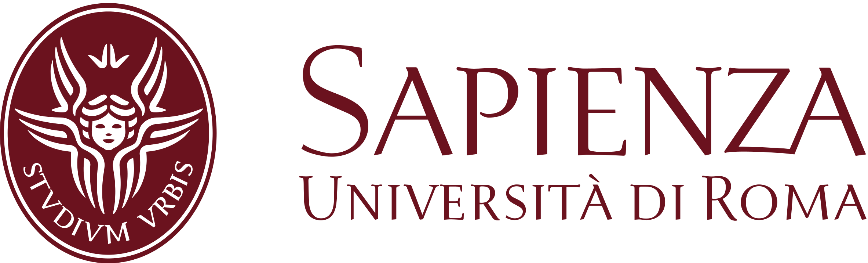 STVDIVM VRBIS
SAPIENZA
UNIVERSITÀ DI ROMA